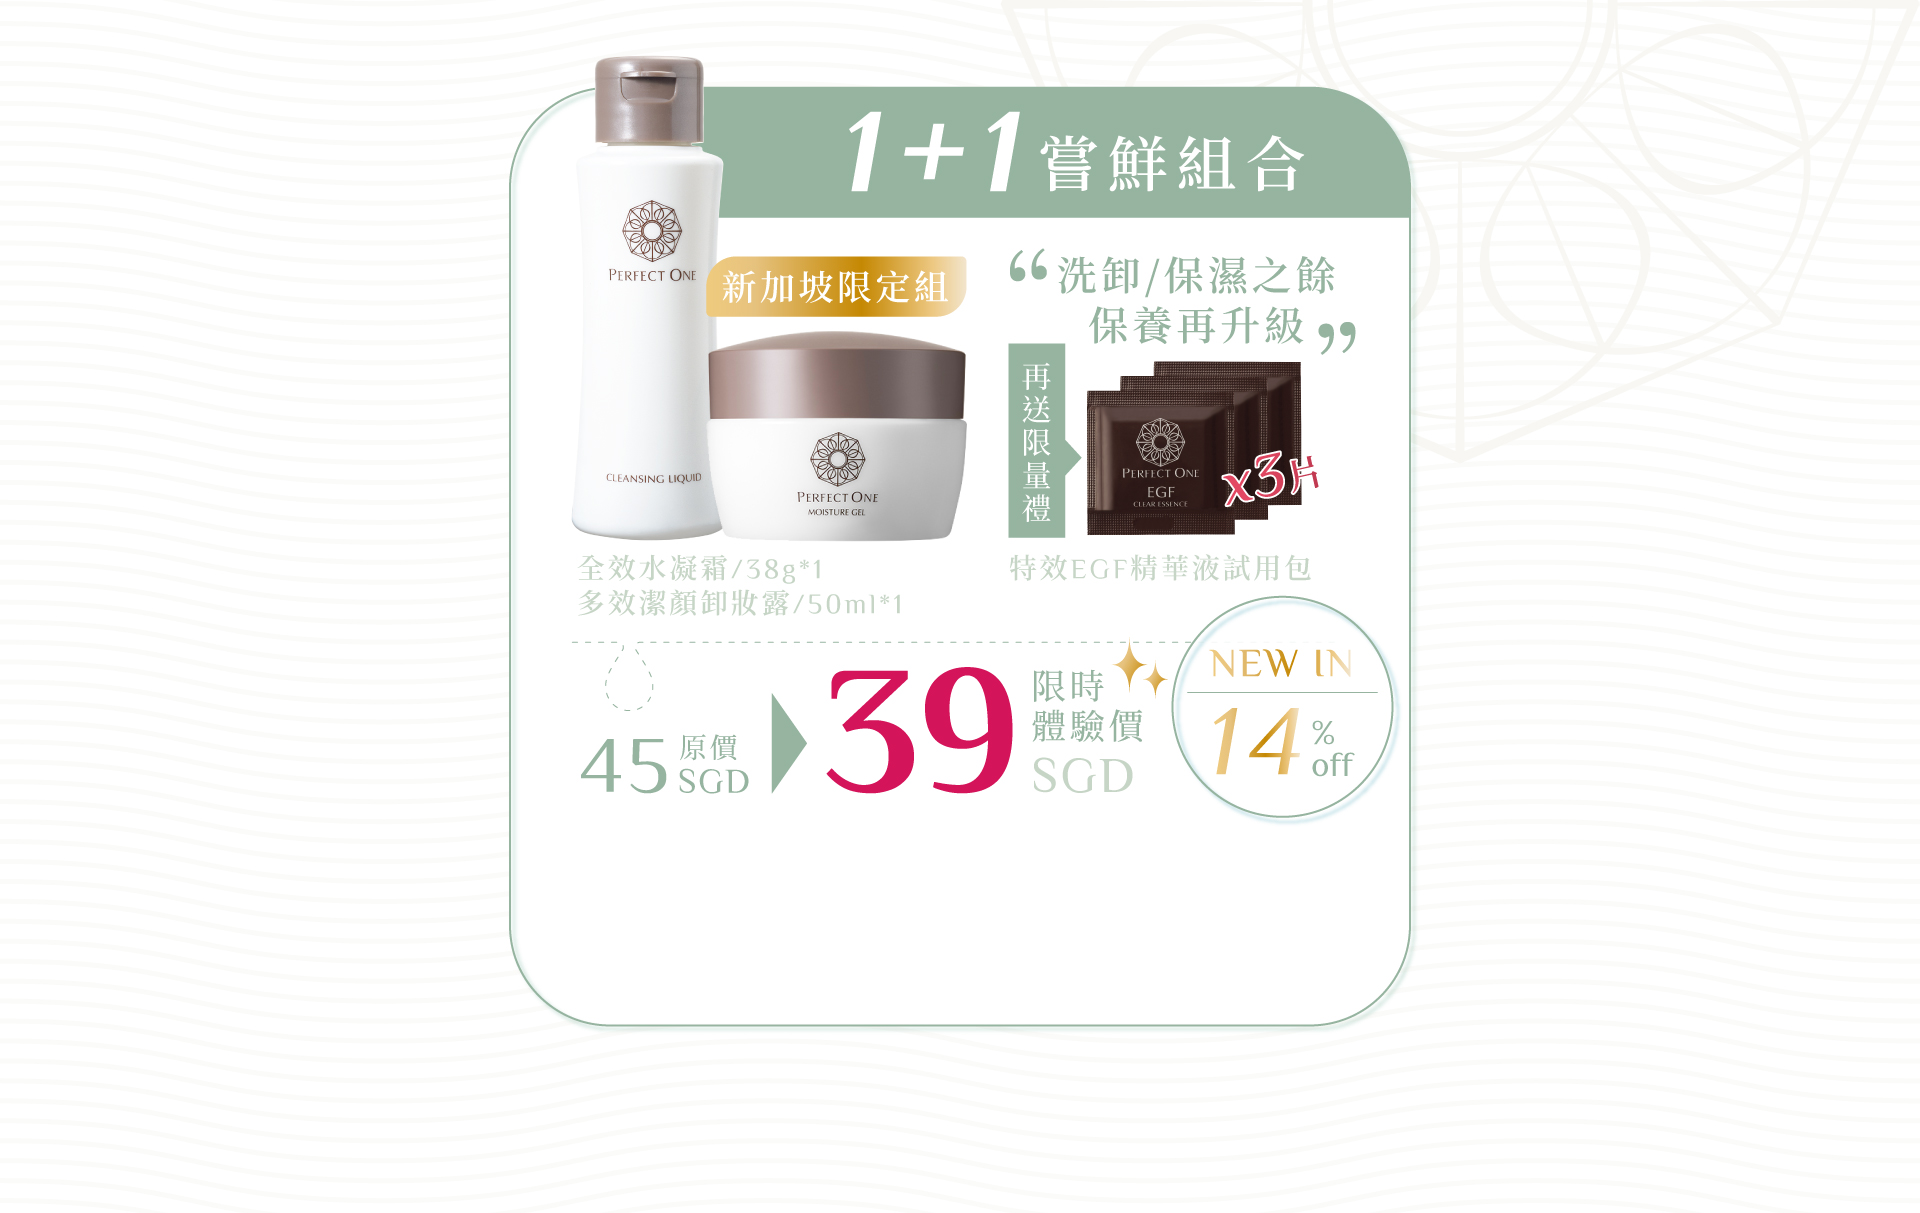 1+1嘗鮮組合
PERFECT ONE
CLEANSING LIQUID
新加坡限定組
PERFECT ONE
MOISTURE GEL
“洗卸/保濕之餘
保養再升級”
再送限量禮
PERFECT ONE
EGF
CLEAR ESSENCE
x3片
全效水凝霜/38g*1
多效潔顏卸妝露/50ml*1
特效EGF精華液試用包
45
原價
SGD
39
限時
體驗價
SGD
NEW IN
14%
off